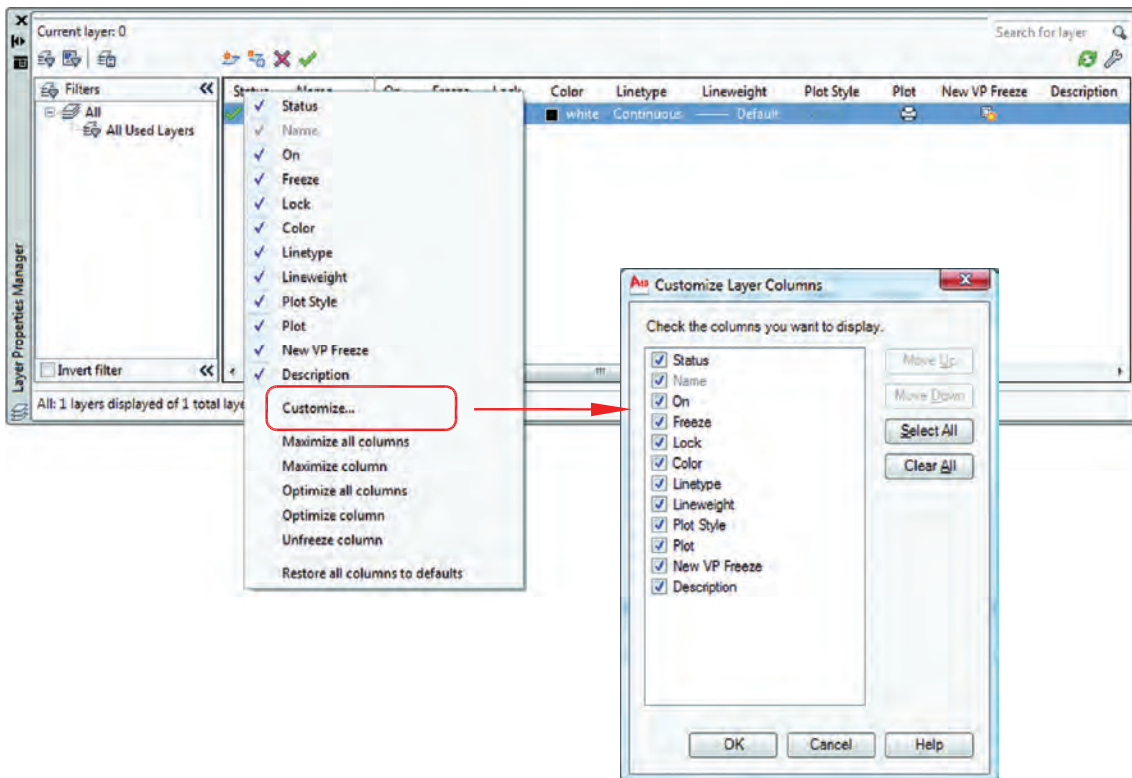 Current layer: 0
Search for layer
Filters
All
All Used Layers
Invert filter
All: 1 layers displayed of 1 total laye
Layer Properties Manager
Status Name On Freeze Lock Color Linetype Lineweight Plot Style Plot New VP Freeze Description
white Continuous Default
Status
Name
On
Freeze
Lock
Color
Linetype
Lineweight
Plot Style
Plot
New VP Freeze
Description
Customize...
Maximize all columns
Maximize column
Optimize all columns
Optimize column
Unfreeze column
Restore all columns to defaults
Customize Layer Columns
Check the columns you want to display.
Status
Name
On
Freeze
Lock
Color
Linetype
Lineweight
Plot Style
Plot
New VP Freeze
Description
Move Up
Move Down
Select All
Clear All
OK
Cancel
Help